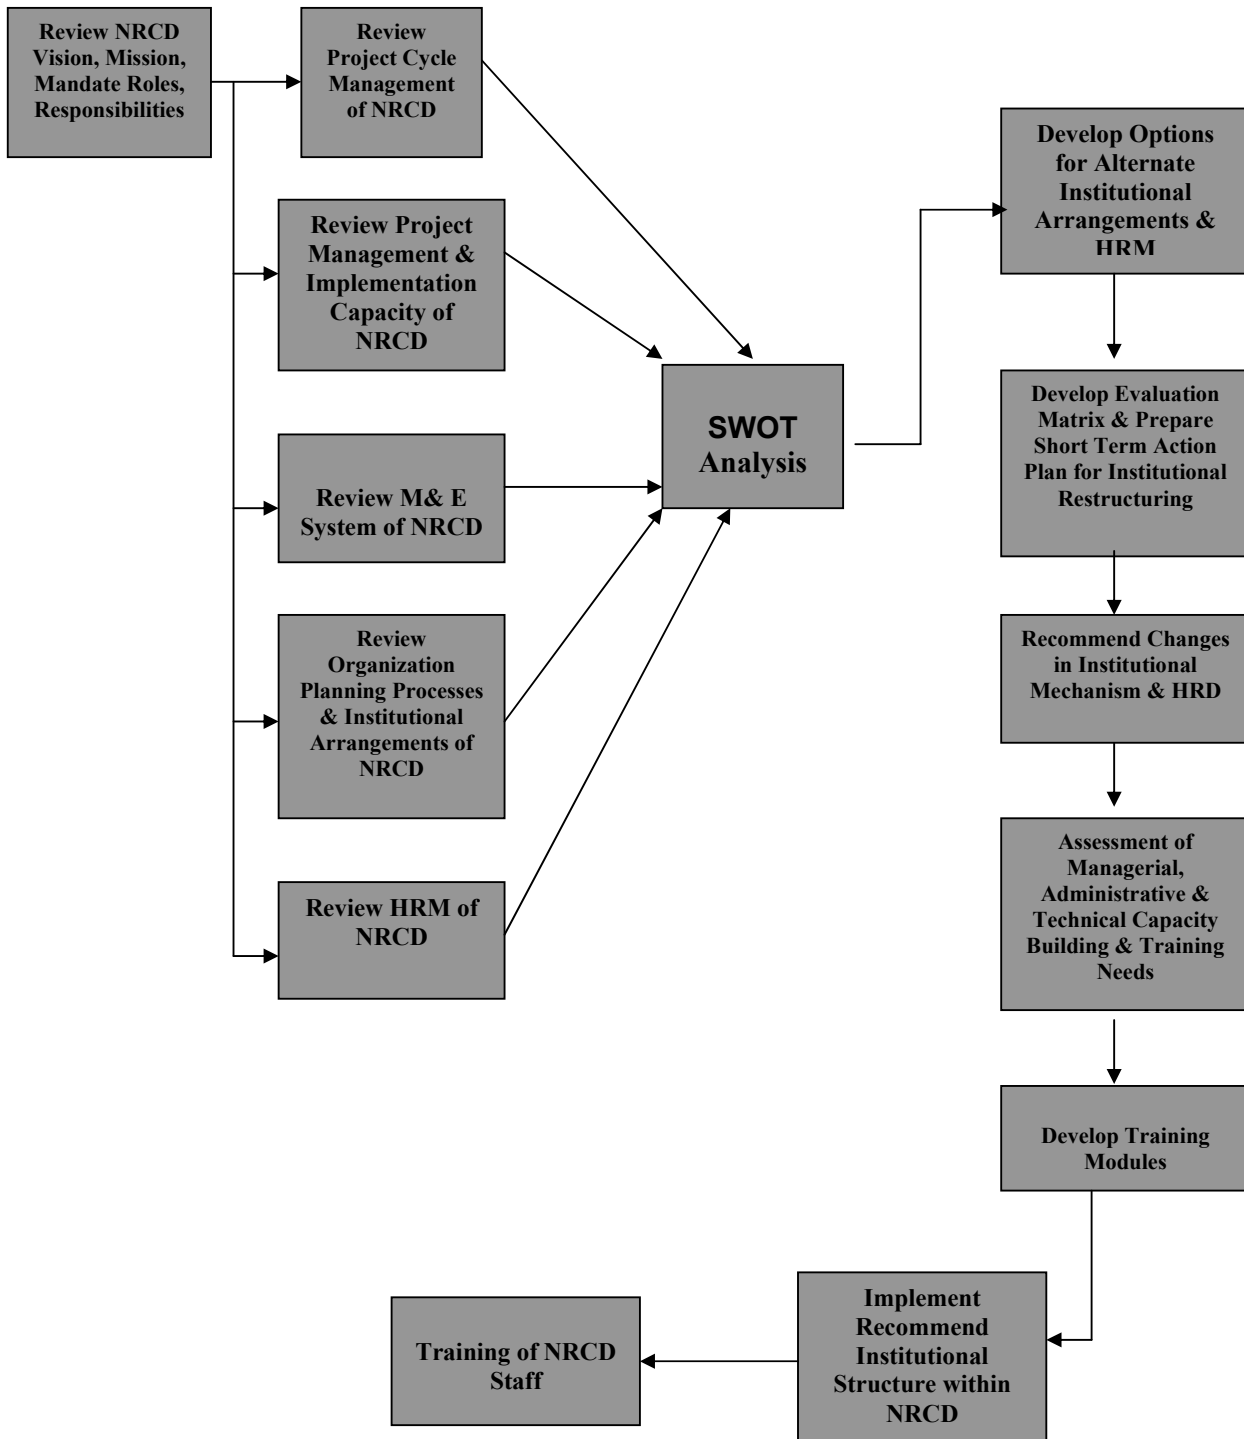 Review NRCD
Vision, Mission,
Mandate Roles,
Responsibilities
Review
Project Cycle
Management
of NRCD
Review Project
Management &
Implementation
Capacity of
NRCD
Review M& E
System of NRCD
Review
Organization
Planning Processes
& Institutional
Arrangements of
NRCD
Review HRM of
NRCD
SWOT
Analysis
Develop Options
for Alternate
Institutional
Arrangements &
HRM
Develop Evaluation
Matrix & Prepare
Short Term Action
Plan for Institutional
Restructuring
Recommend Changes
in Institutional
Mechanism & HRD
Assessment of
Managerial,
Administrative &
Technical Capacity
Building & Training
Needs
Develop Training
Modules
Implement
Recommend
Institutional
Structure within
NRCD
Training of NRCD
Staff